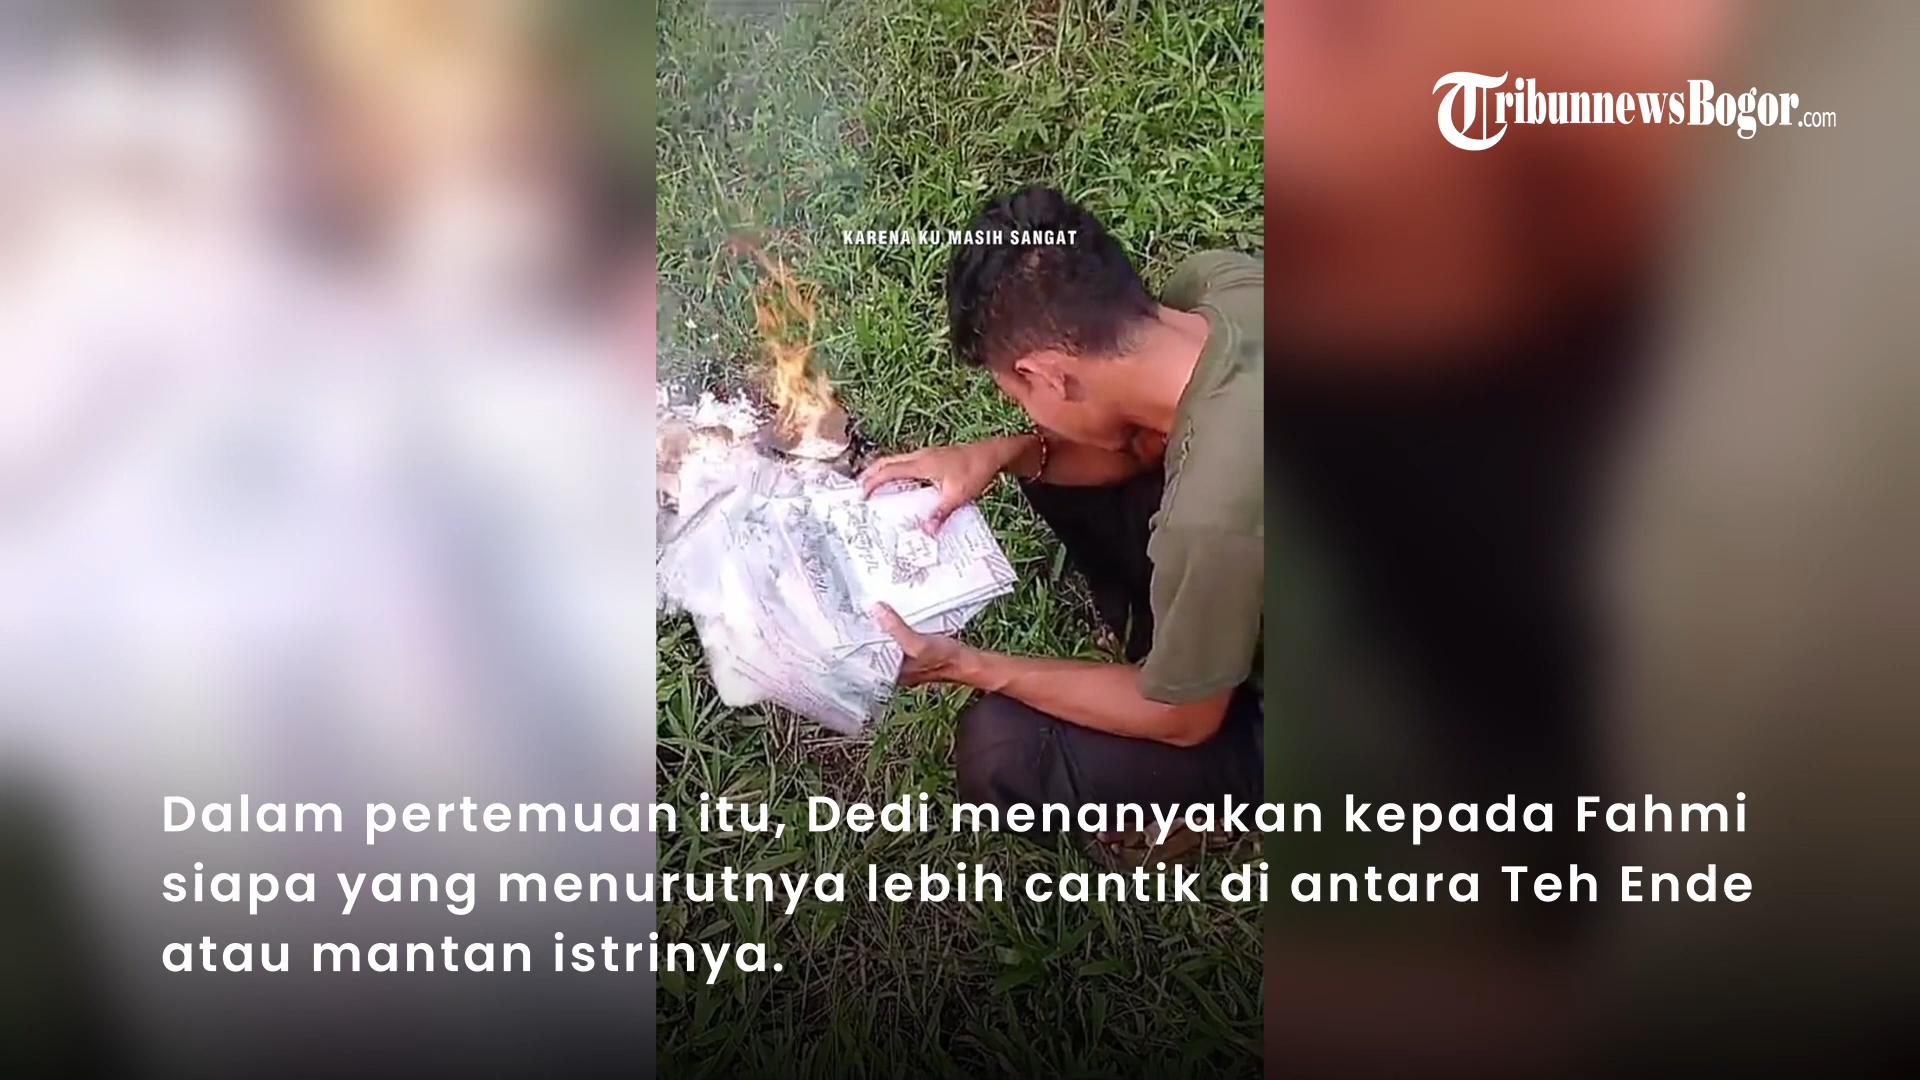 TribunnewsBogor.com
KARENA KU MASIH SANGAT
Dalam pertemuan itu, Dedi menanyakan kepada Fahmi
siapa yang menurutnya lebih cantik di antara Teh Ende
atau mantan istrinya.